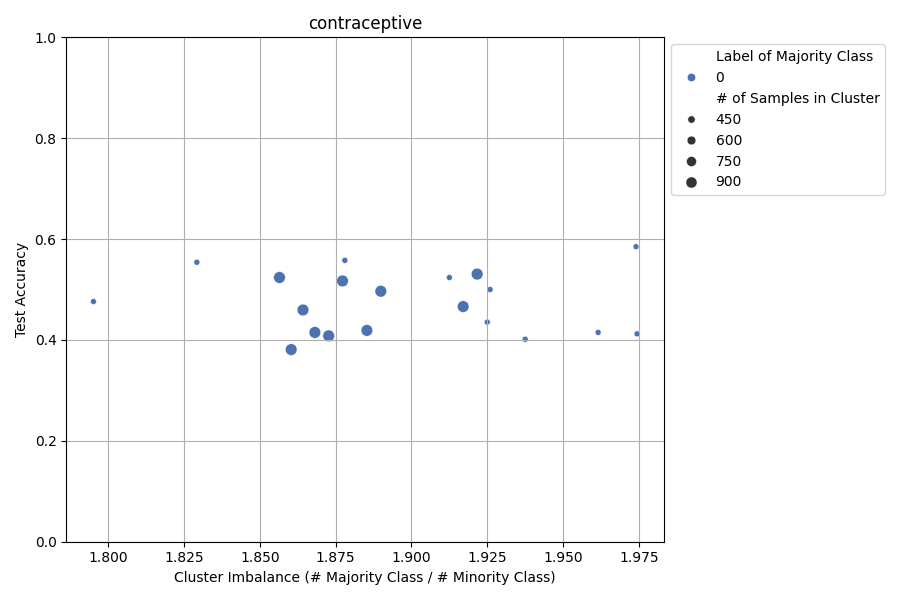 contraceptive
1.0
0.8
0.6
0.4
0.2
0.0
Test Accuracy
1.800 1.825 1.850 1.875 1.900 1.925 1.950 1.975
Cluster Imbalance (# Majority Class / # Minority Class)
Label of Majority Class
0
# of Samples in Cluster
450
600
750
900